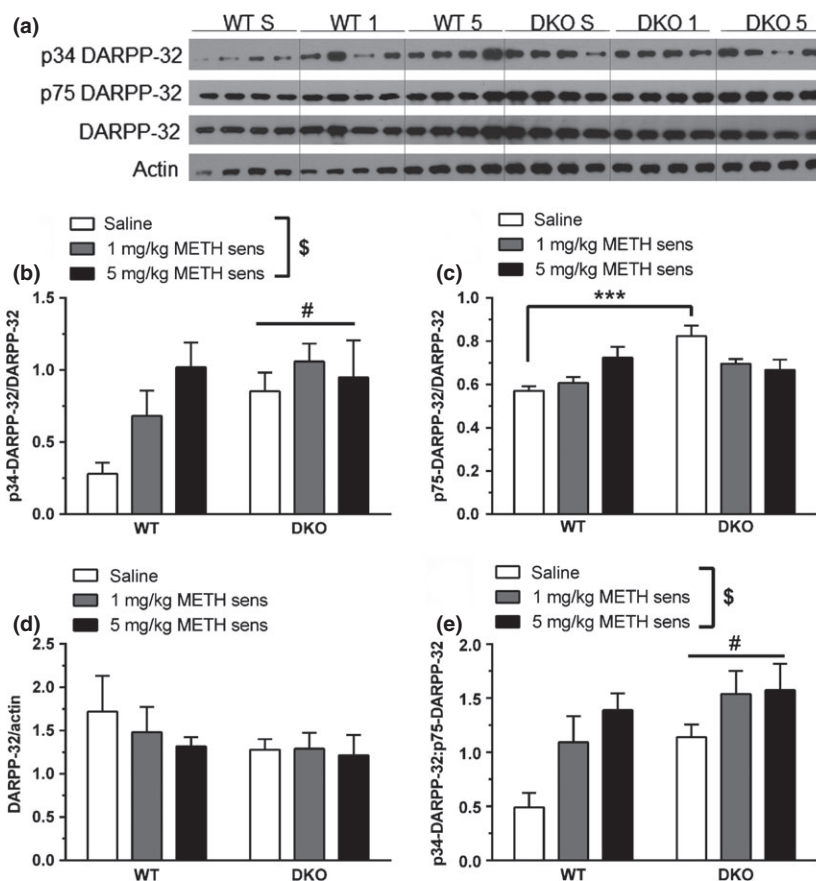 (a)
WT S WT 1 WT 5 DKO S DKO 1 DKO 5
p34 DARPP-32
p75 DARPP-32
DARPP-32
Actin
(b)
Saline
1 mg/kg METH sens
5 mg/kg METH sens
$
p34-DARPP-32/DARPP-32
1.5
1.0
0.5
0.0
#
WT DKO
(c)
Saline
1 mg/kg METH sens
5 mg/kg METH sens
p75-DARPP-32/DARPP-32
1.0
0.8
0.6
0.4
0.2
0.0
***
WT DKO
(d)
Saline
1 mg/kg METH sens
5 mg/kg METH sens
DARPP-32/actin
2.5
2.0
1.5
1.0
0.5
0.0
WT DKO
(e)
Saline
1 mg/kg METH sens
5 mg/kg METH sens
$
p34-DARPP-32:p75-DARPP-32
2.0
1.5
1.0
0.5
0.0
#
WT DKO